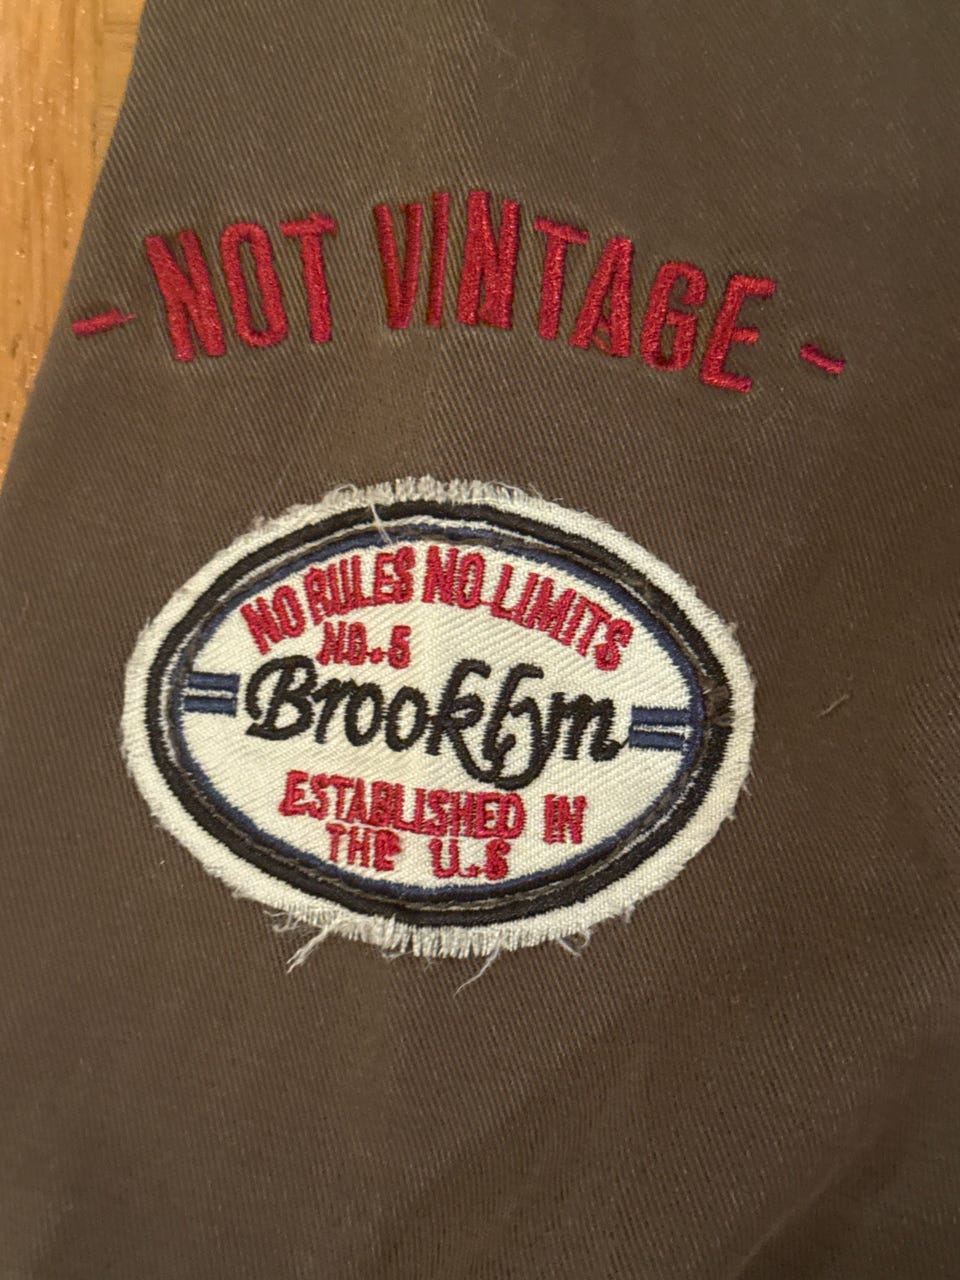 - NOT VINTAGE -
NO RULES NO LIMITS
NO.5
Brooklyn
ESTABLISHED IN
THE U.S